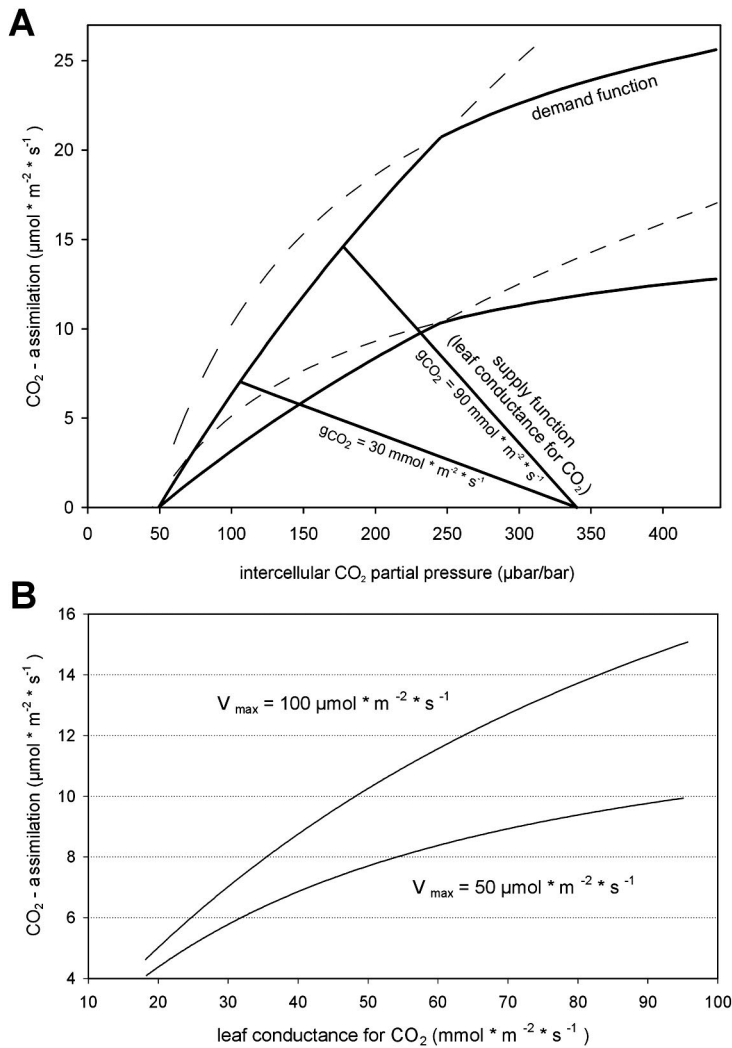 A
CO₂ - assimilation (µmol * m⁻² * s⁻¹ )
25
20
15
10
5
0
demand function
supply function
(leaf conductance for CO₂)
gCO₂ = 90 mmol * m⁻² * s⁻¹
gCO₂ = 30 mmol * m⁻² * s⁻¹
0 50 100 150 200 250 300 350 400
intercellular CO₂ partial pressure (µbar/bar)
B
CO₂ - assimilation (µmol * m⁻² * s⁻¹ )
16
14
12
10
8
6
4
V max = 100 µmol * m ⁻² * s ⁻¹
V max = 50 µmol * m ⁻² * s ⁻¹
10 20 30 40 50 60 70 80 90 100
leaf conductance for CO₂ (mmol * m ⁻² * s ⁻¹ )